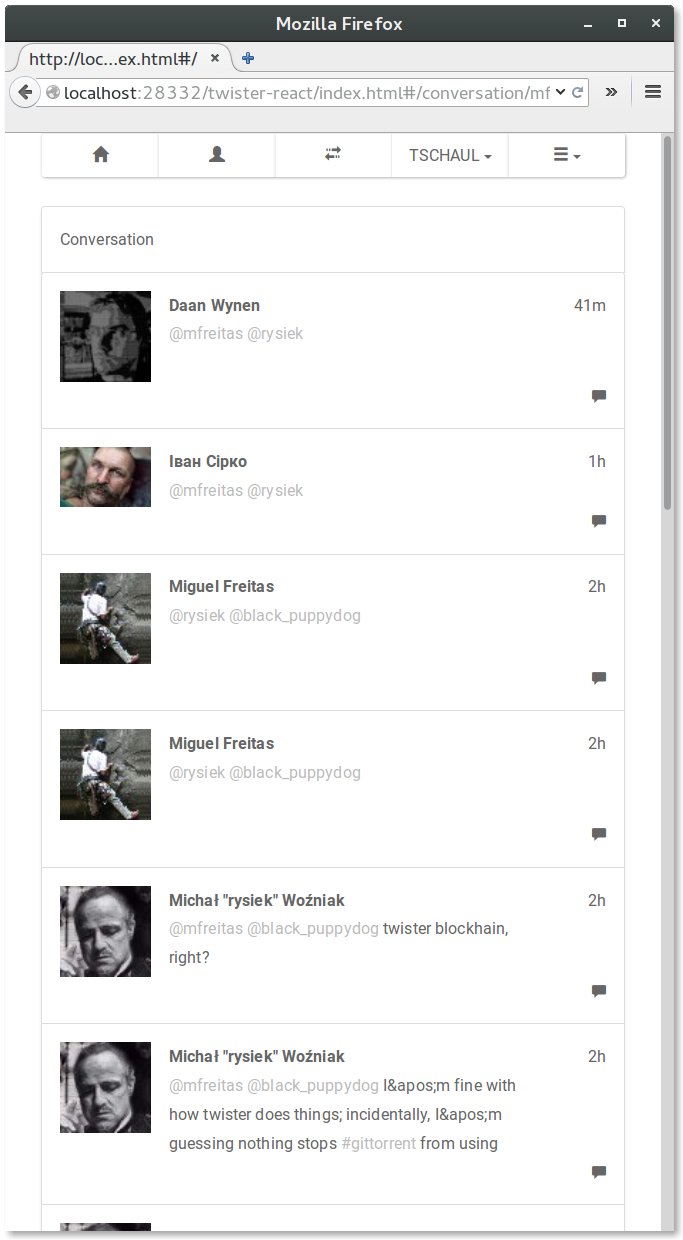 Mozilla Firefox
http://loc...ex.html#/
localhost:28332/twister-react/index.html#/conversation/mf
TSCHAUL
Conversation
Daan Wynen 41m
@mfreitas @rysiek
Іван Сірко 1h
@mfreitas @rysiek
Miguel Freitas 2h
@rysiek @black_puppydog
Miguel Freitas 2h
@rysiek @black_puppydog
Michał "rysiek" Woźniak 2h
@mfreitas @black_puppydog twister blockhain,
right?
Michał "rysiek" Woźniak 2h
@mfreitas @black_puppydog I&apos;m fine with
how twister does things; incidentally, I&apos;m
guessing nothing stops #gittorrent from using